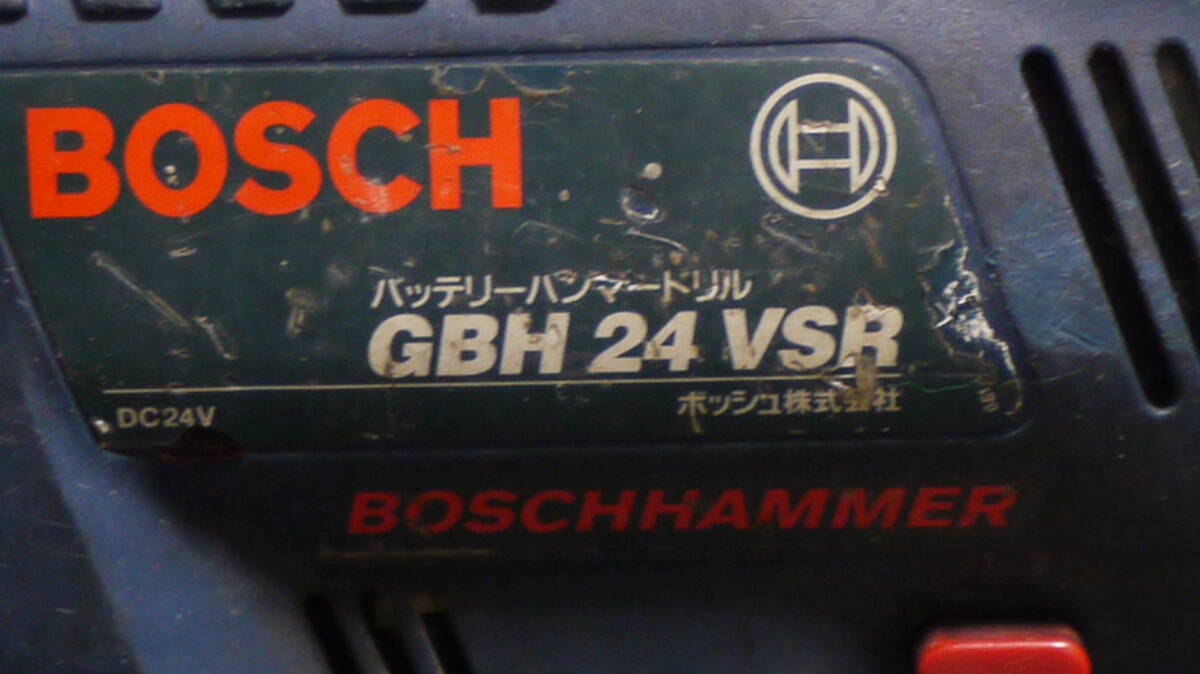 BOSCH
バッテリーハンマードリル
GBH 24 VSR
DC24V
ボッシュ株式会社
BOSCHHAMMER